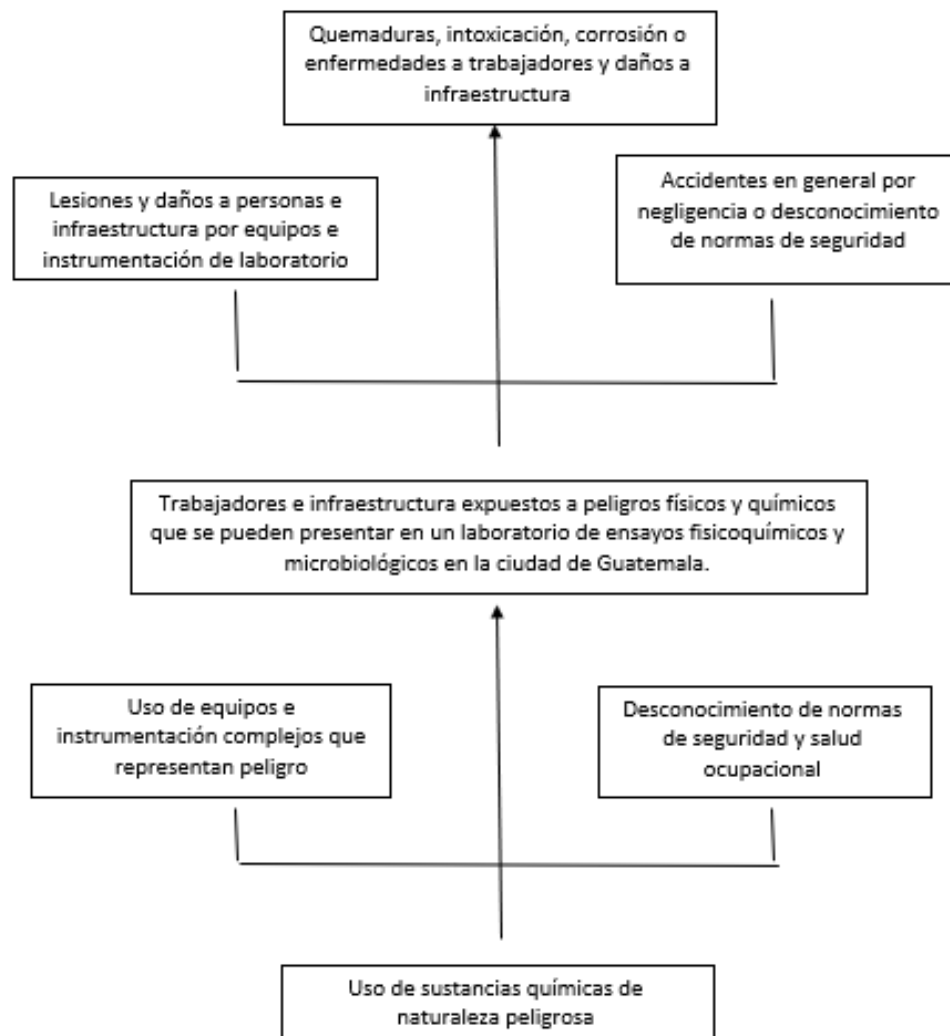 Quemaduras, intoxicación, corrosión o
enfermedades a trabajadores y daños a
infraestructura
Lesiones y daños a personas e
infraestructura por equipos e
instrumentación de laboratorio
Accidentes en general por
negligencia o desconocimiento
de normas de seguridad
Trabajadores e infraestructura expuestos a peligros físicos y químicos
que se pueden presentar en un laboratorio de ensayos fisicoquímicos y
microbiológicos en la ciudad de Guatemala.
Uso de equipos e
instrumentación complejos que
representan peligro
Desconocimiento de normas
de seguridad y salud
ocupacional
Uso de sustancias químicas de
naturaleza peligrosa